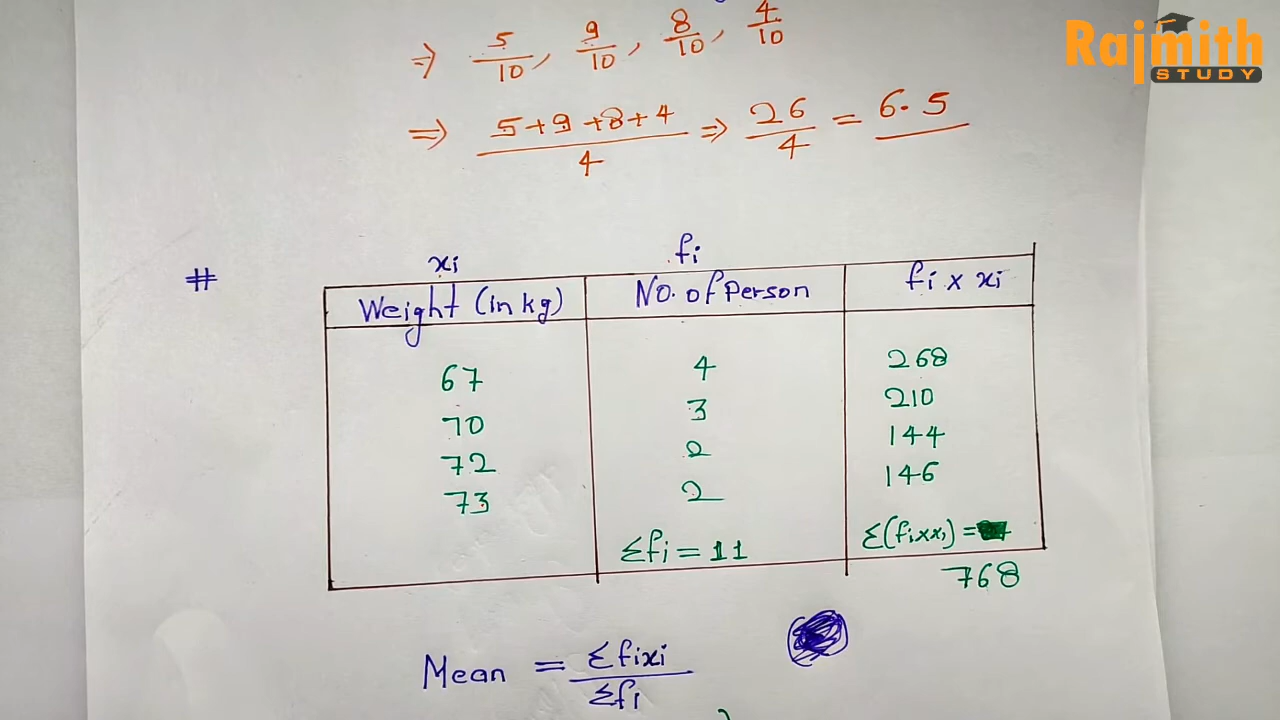 Rajmith
STUDY
⇒ 5/10, 9/10, 8/10, 4/10
⇒ 5+9+8+4/4 ⇒ 26/4 = 6.5
#
xi fi
Weight (in kg) No. of Person fi x xi
67 4 268
70 3 210
72 2 144
73 2 146
Σfi = 11 Σ(fixxi) =
768
Mean = Σfixi/Σfi